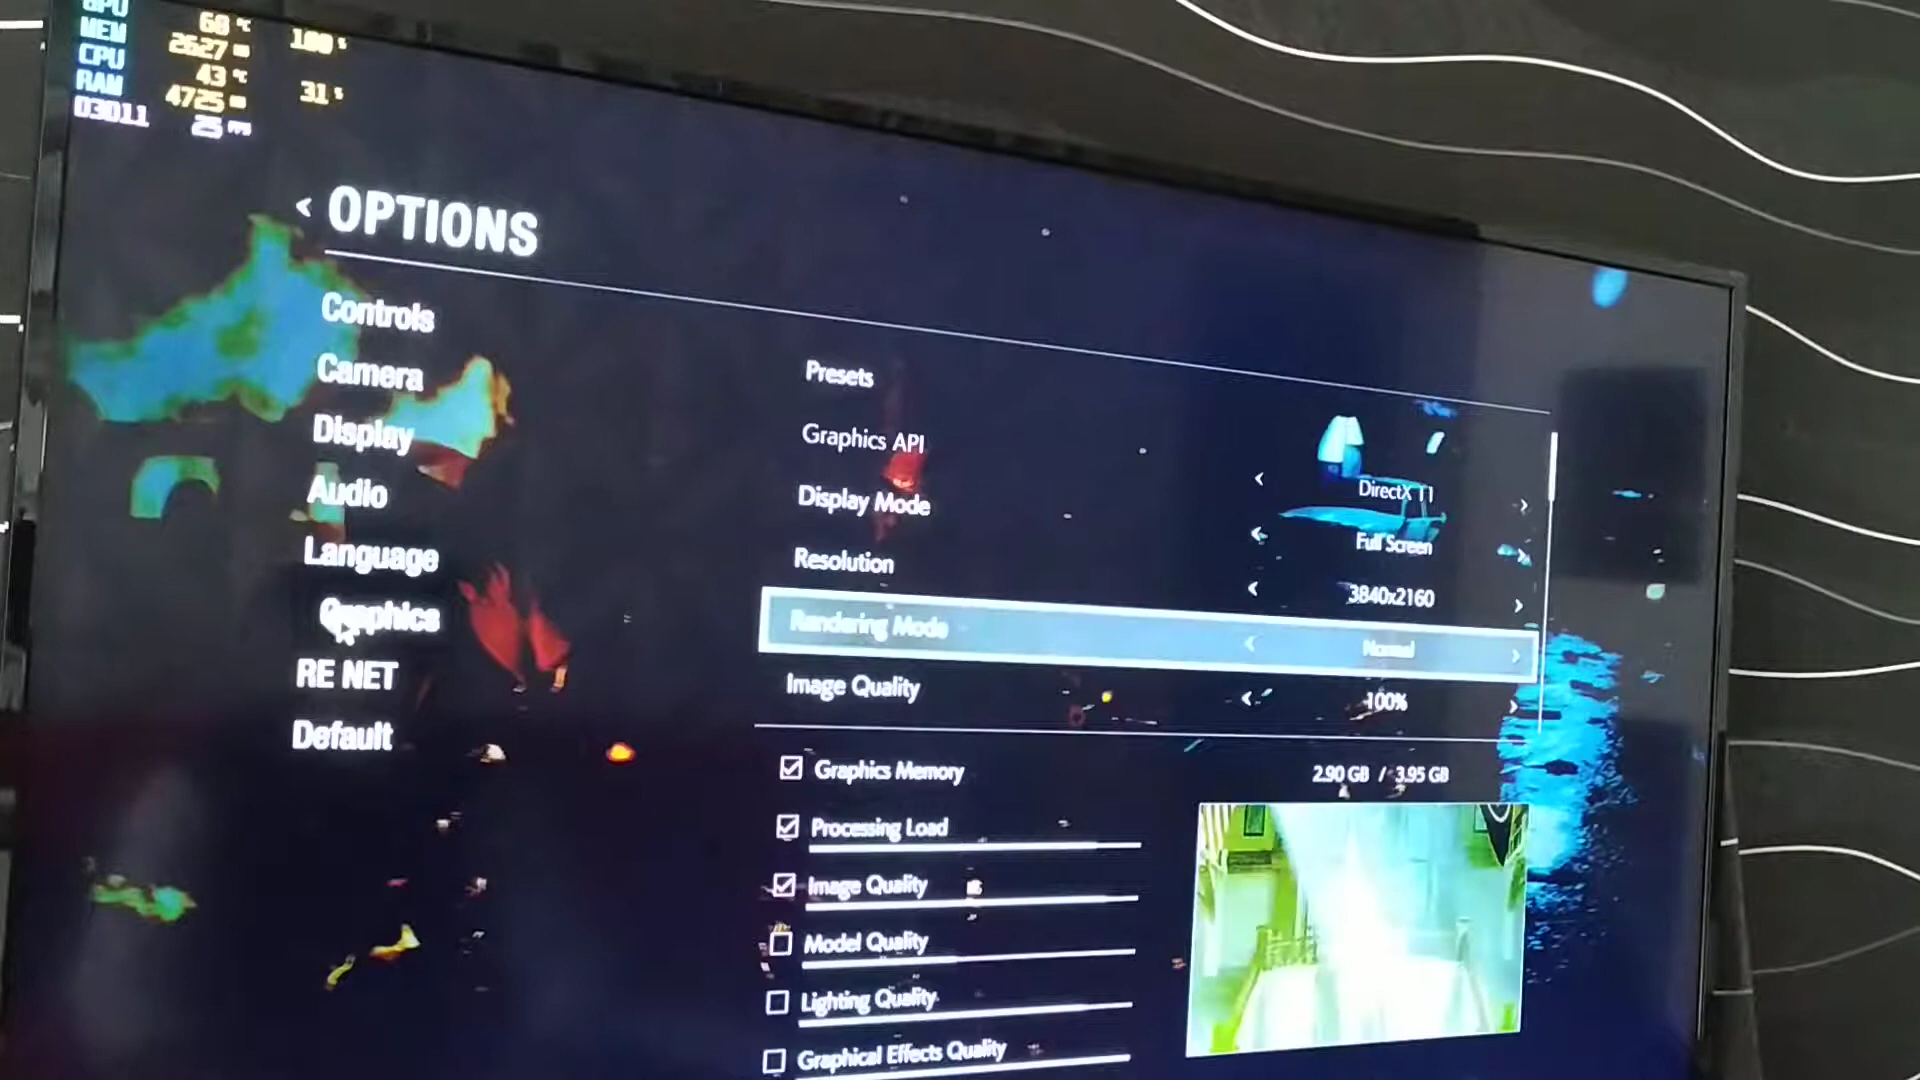 GPU 68 °C 100 %
MEM 2627 MB
CPU 43 °C 31 %
RAM 4725 MB
D3D11 25 FPS
< OPTIONS
Controls
Camera
Display
Audio
Language
Graphics
RE NET
Default
Presets
Graphics API < DirectX 11 >
Display Mode < Full Screen >
Resolution < 3840x2160 >
Rendering Mode < Normal >
Image Quality < 100% >
Graphics Memory 2.90 GB / 3.95 GB
Processing Load
Image Quality
Model Quality
Lighting Quality
Graphical Effects Quality